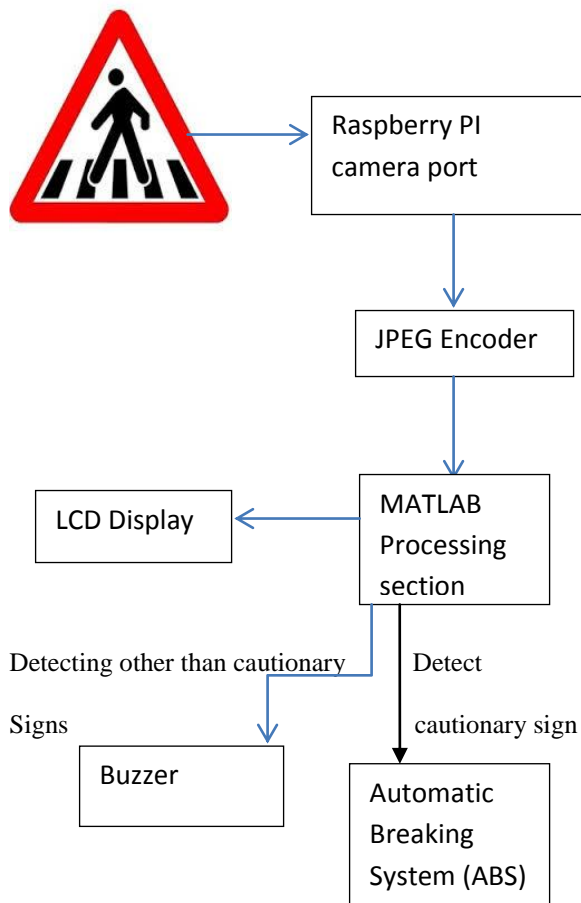 Raspberry PI
camera port
JPEG Encoder
MATLAB
Processing
section
LCD Display
Detecting other than cautionary
Signs
Detect
cautionary sign
Buzzer
Automatic
Breaking
System (ABS)